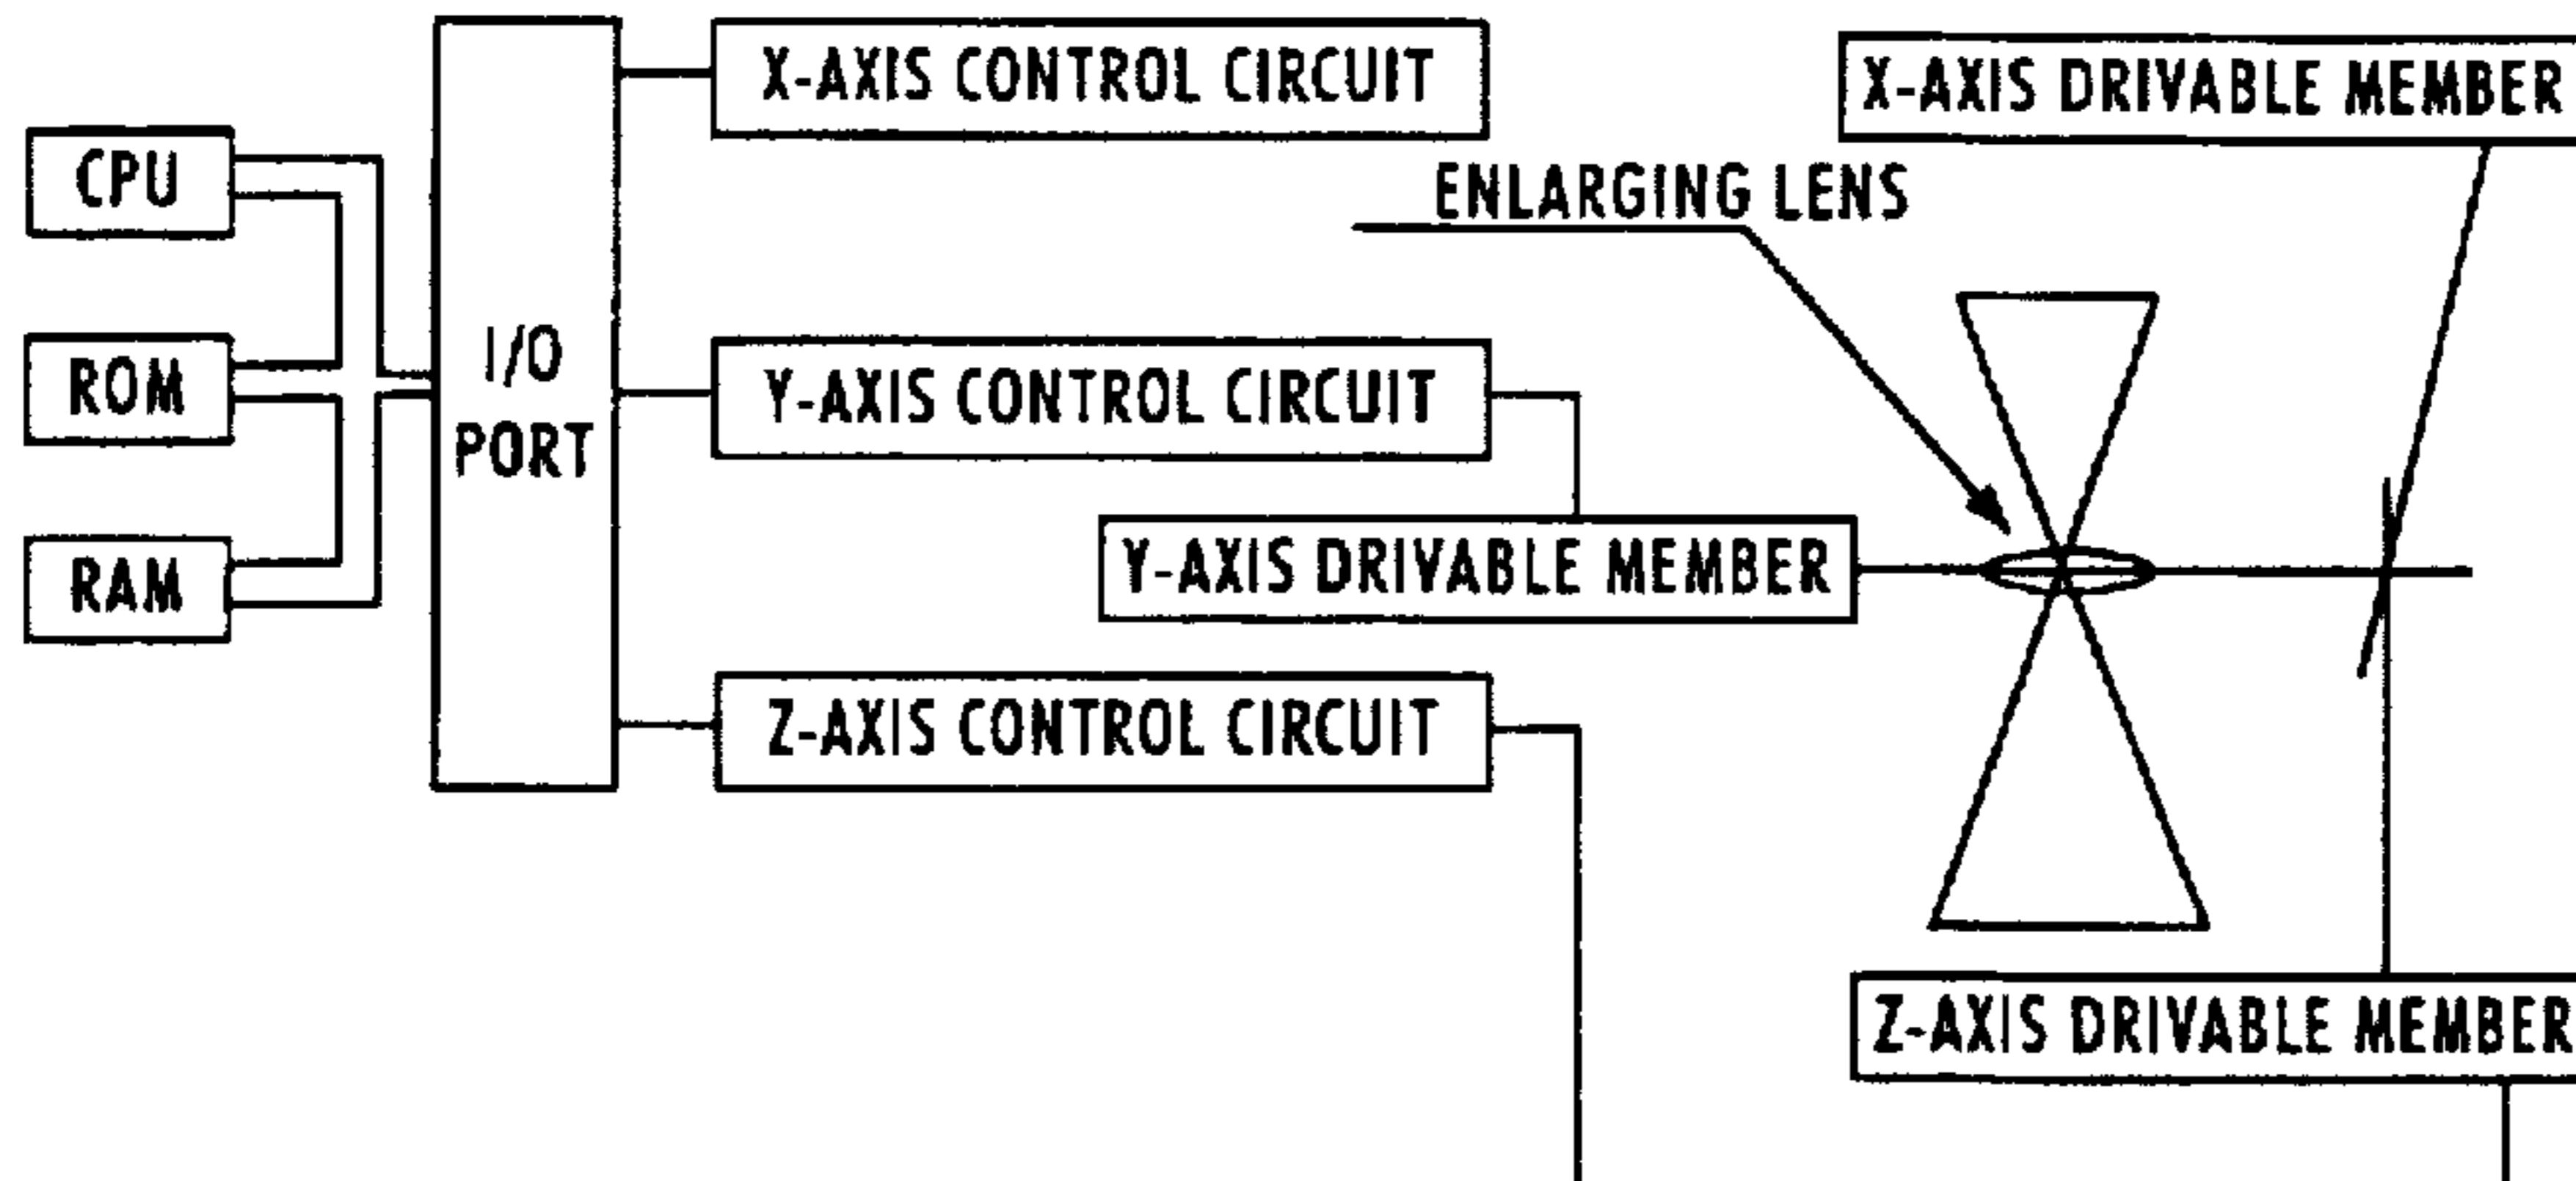 X-AXIS CONTROL CIRCUIT
X-AXIS DRIVABLE MEMBER
CPU
ENLARGING LENS
I/O
PORT
ROM
Y-AXIS CONTROL CIRCUIT
Y-AXIS DRIVABLE MEMBER
RAM
Z-AXIS CONTROL CIRCUIT
Z-AXIS DRIVABLE MEMBER